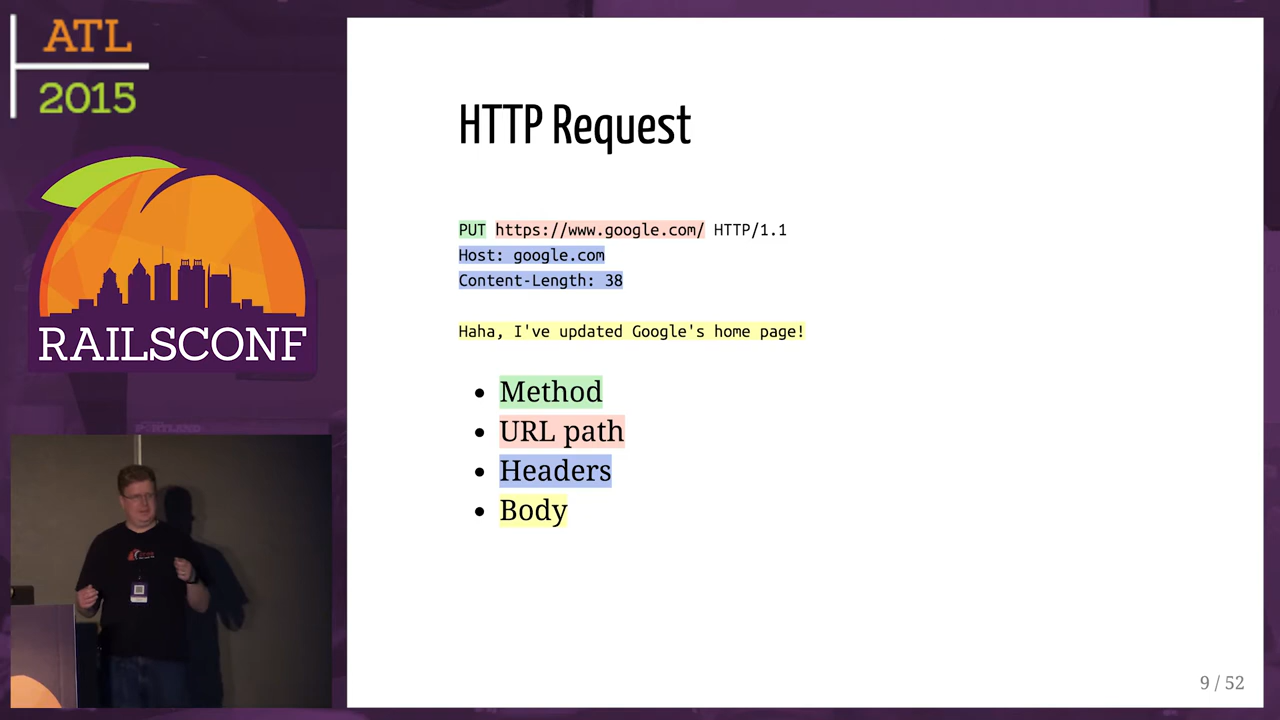 ATL
2015
RAILSCONF
HTTP Request
PUT https://www.google.com/ HTTP/1.1
Host: google.com
Content-Length: 38
Haha, I've updated Google's home page!
• Method
• URL path
• Headers
• Body
9 / 52